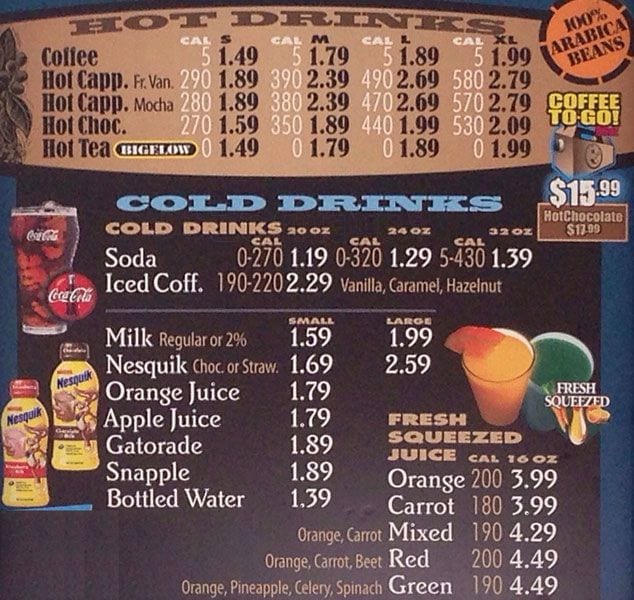 HOT DRINKS
100% ARABICA BEANS
CAL S CAL M CAL L CAL XL
Coffee 5 1.49 5 1.79 5 1.89 5 1.99
Hot Capp. Fr. Van. 290 1.89 390 2.39 490 2.69 580 2.79
Hot Capp. Mocha 280 1.89 380 2.39 470 2.69 570 2.79
Hot Choc. 270 1.59 350 1.89 440 1.99 530 2.09
Hot Tea BIGELOW 0 1.49 0 1.79 0 1.89 0 1.99
COFFEE TO-GO!
$15.99
HotChocolate
$17.99
COLD DRINKS
COLD DRINKS 20 OZ 24 OZ 32 OZ
CAL CAL CAL
Soda 0-270 1.19 0-320 1.29 5-430 1.39
Iced Coff. 190-220 2.29 Vanilla, Caramel, Hazelnut
Coca-Cola
Coca-Cola
SMALL LARGE
Milk Regular or 2% 1.59 1.99
Nesquik Choc. or Straw. 1.69 2.59
Orange Juice 1.79
Apple Juice 1.79
Gatorade 1.89
Snapple 1.89
Bottled Water 1.39
Nesquik
Nesquik
FRESH
SQUEEZED
FRESH
SQUEEZED
JUICE CAL 16 OZ
Orange 200 3.99
Carrot 180 3.99
Orange, Carrot Mixed 190 4.29
Orange, Carrot, Beet Red 200 4.49
Orange, Pineapple, Celery, Spinach Green 190 4.49